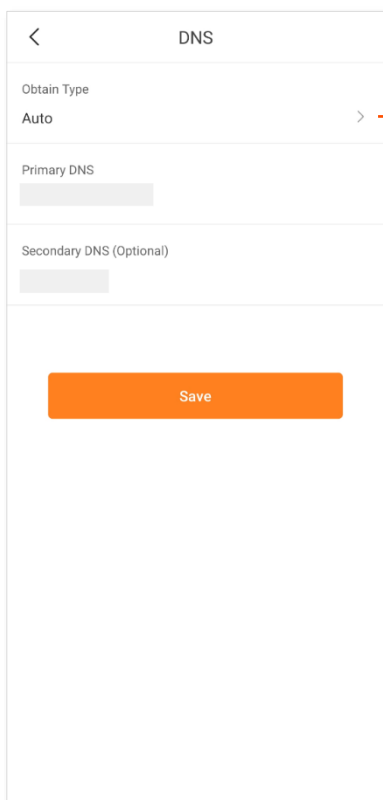 DNS
Obtain Type
Auto
Primary DNS
Secondary DNS (Optional)
Save